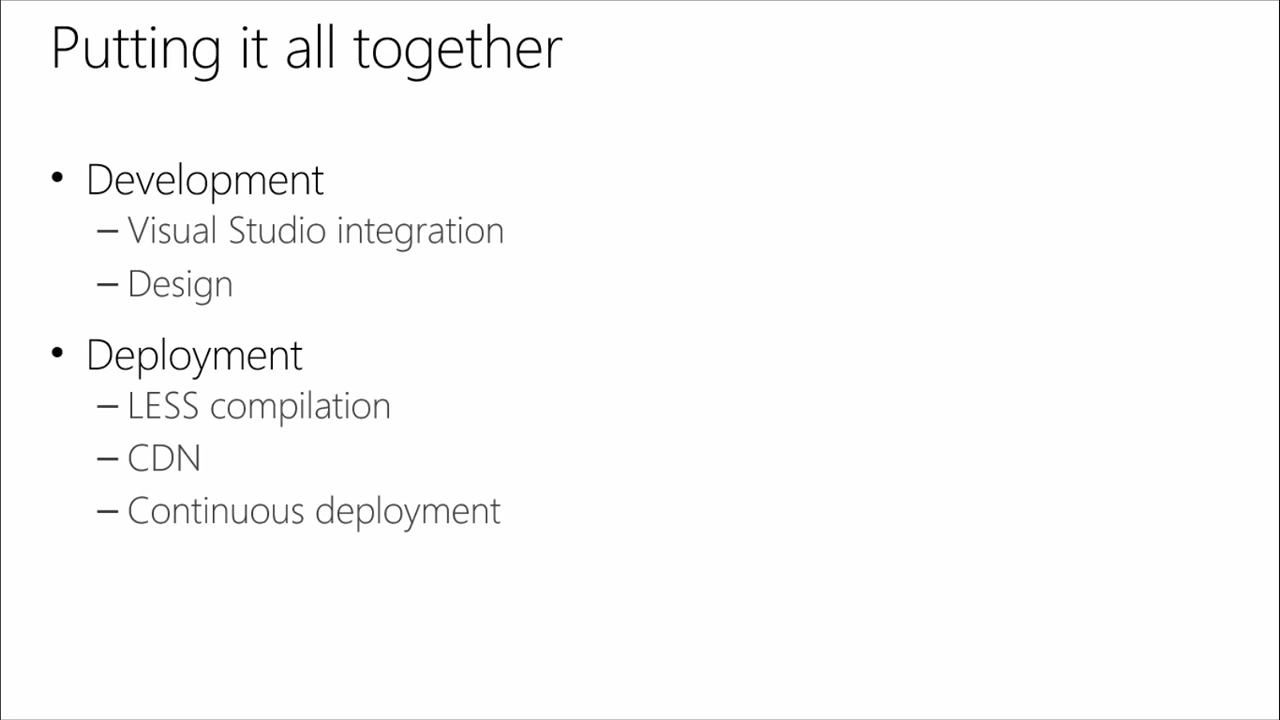 Putting it all together
• Development
– Visual Studio integration
– Design
• Deployment
– LESS compilation
– CDN
– Continuous deployment